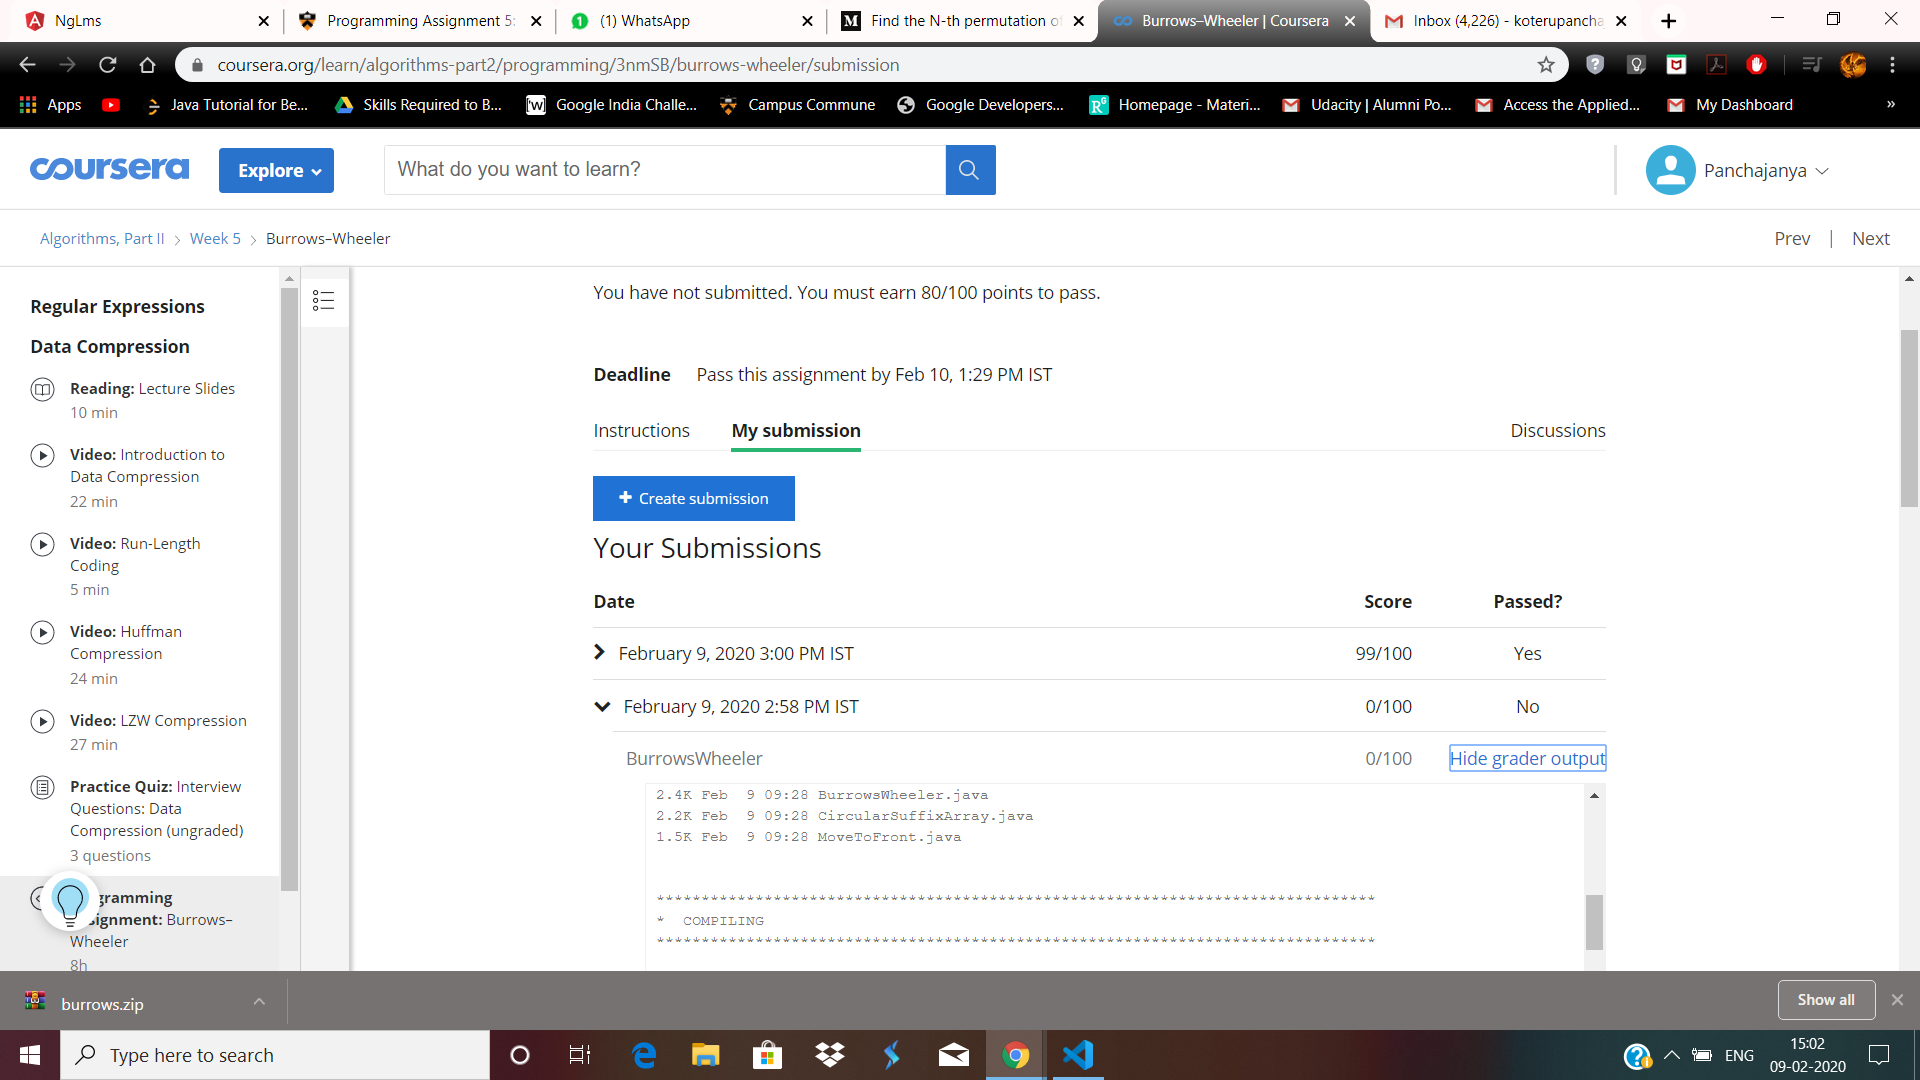 NgLms
Programming Assignment 5:
(1) WhatsApp
Find the N-th permutation o
Burrows–Wheeler | Coursera
Inbox (4,226) - koterupancha
coursera.org/learn/algorithms-part2/programming/3nmSB/burrows-wheeler/submission
Apps
Java Tutorial for Be...
Skills Required to B...
Google India Challe...
Campus Commune
Google Developers...
Homepage - Materi...
Udacity | Alumni Po...
Access the Applied...
My Dashboard
»
coursera
Explore
What do you want to learn?
Panchajanya
Algorithms, Part II > Week 5 > Burrows–Wheeler
Prev | Next
Regular Expressions
Data Compression
Reading: Lecture Slides
10 min
Video: Introduction to
Data Compression
22 min
Video: Run-Length
Coding
5 min
Video: Huffman
Compression
24 min
Video: LZW Compression
27 min
Practice Quiz: Interview
Questions: Data
Compression (ungraded)
3 questions
gramming
signment: Burrows–
Wheeler
8h
You have not submitted. You must earn 80/100 points to pass.
Deadline Pass this assignment by Feb 10, 1:29 PM IST
Instructions My submission Discussions
+ Create submission
Your Submissions
Date Score Passed?
February 9, 2020 3:00 PM IST 99/100 Yes
February 9, 2020 2:58 PM IST 0/100 No
BurrowsWheeler 0/100 Hide grader output
2.4K Feb  9 09:28 BurrowsWheeler.java
2.2K Feb  9 09:28 CircularSuffixArray.java
1.5K Feb  9 09:28 MoveToFront.java
********************************************************************************
*  COMPILING
********************************************************************************
burrows.zip
Show all
Type here to search
ENG
15:02
09-02-2020